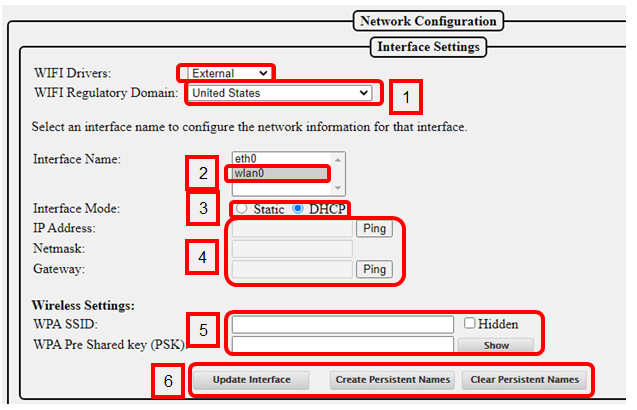 Network Configuration
Interface Settings
WIFI Drivers: External
WIFI Regulatory Domain: United States 1
Select an interface name to configure the network information for that interface.
Interface Name: 2 eth0
wlan0
Interface Mode: 3 Static DHCP
IP Address: Ping
Netmask: 4
Gateway: Ping
Wireless Settings:
WPA SSID: 5 Hidden
WPA Pre Shared key (PSK): Show
6 Update Interface Create Persistent Names Clear Persistent Names